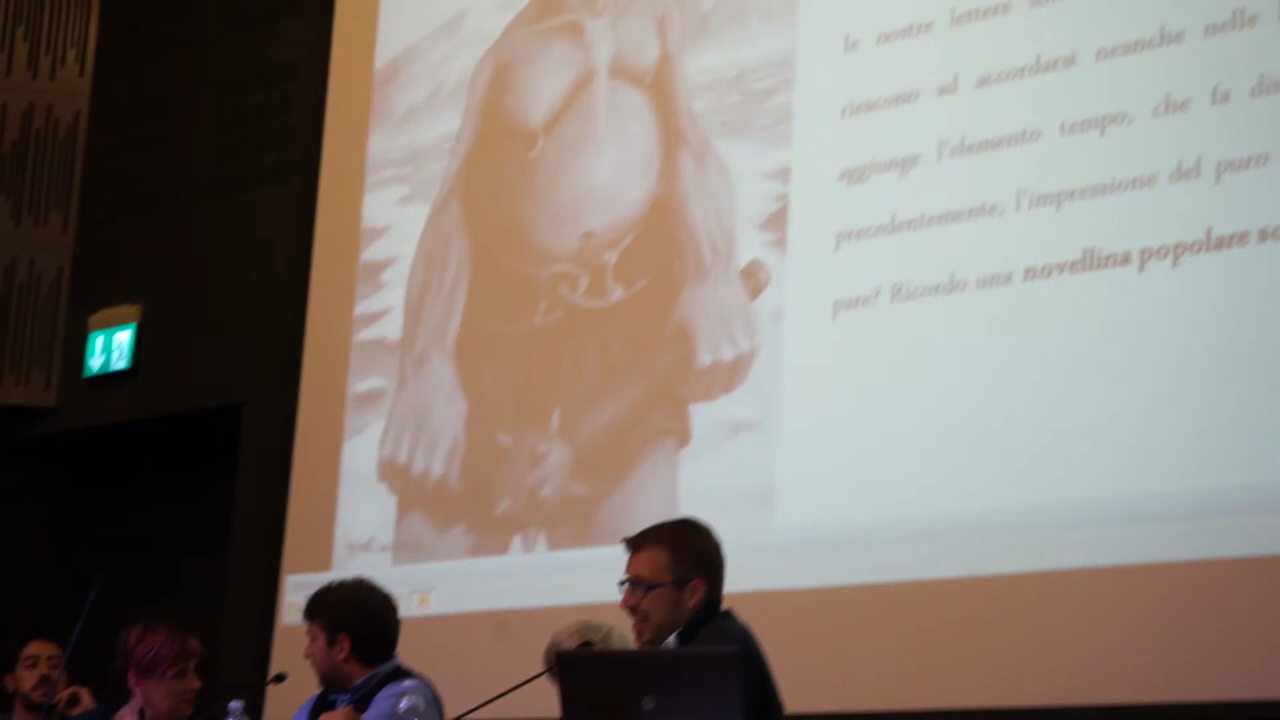 le nostre lettere
riescono ad accordarsi neanche nelle
aggiunge l'elemento tempo, che fa
precedentemente, l'impressione del puro
pare? Ricordo una novellina popolare